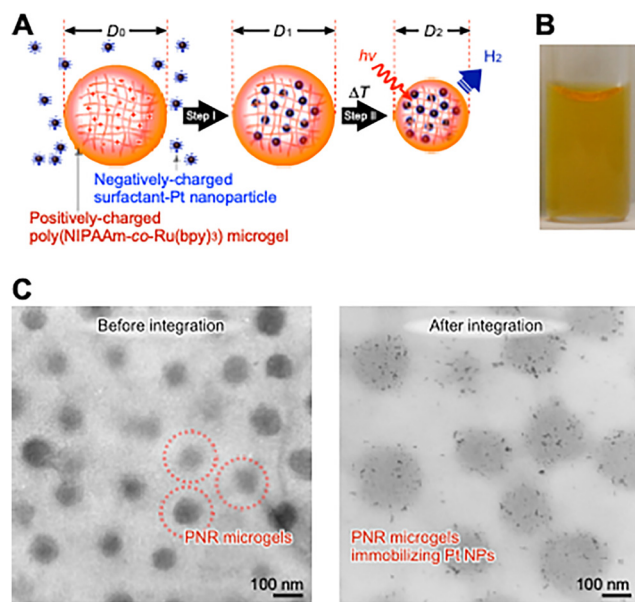 A
D₀
D₁
D₂
hν
H₂
ΔT
Step I
Step II
Negatively-charged
surfactant-Pt nanoparticle
Positively-charged
poly(NIPAAm-co-Ru(bpy)₃) microgel
B
C
Before integration
PNR microgels
100 nm
After integration
PNR microgels
immobilizing Pt NPs
100 nm